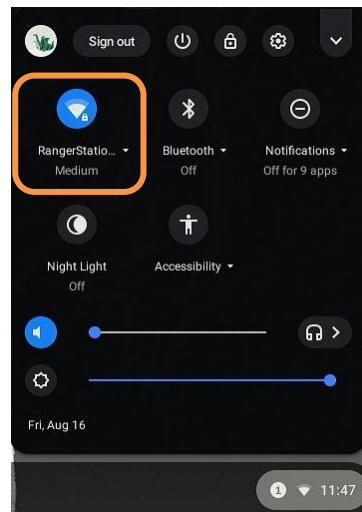 Sign out
RangerStatio...
Medium
Bluetooth
Off
Notifications
Off for 9 apps
Night Light
Off
Accessibility
Fri, Aug 16
1 11:47